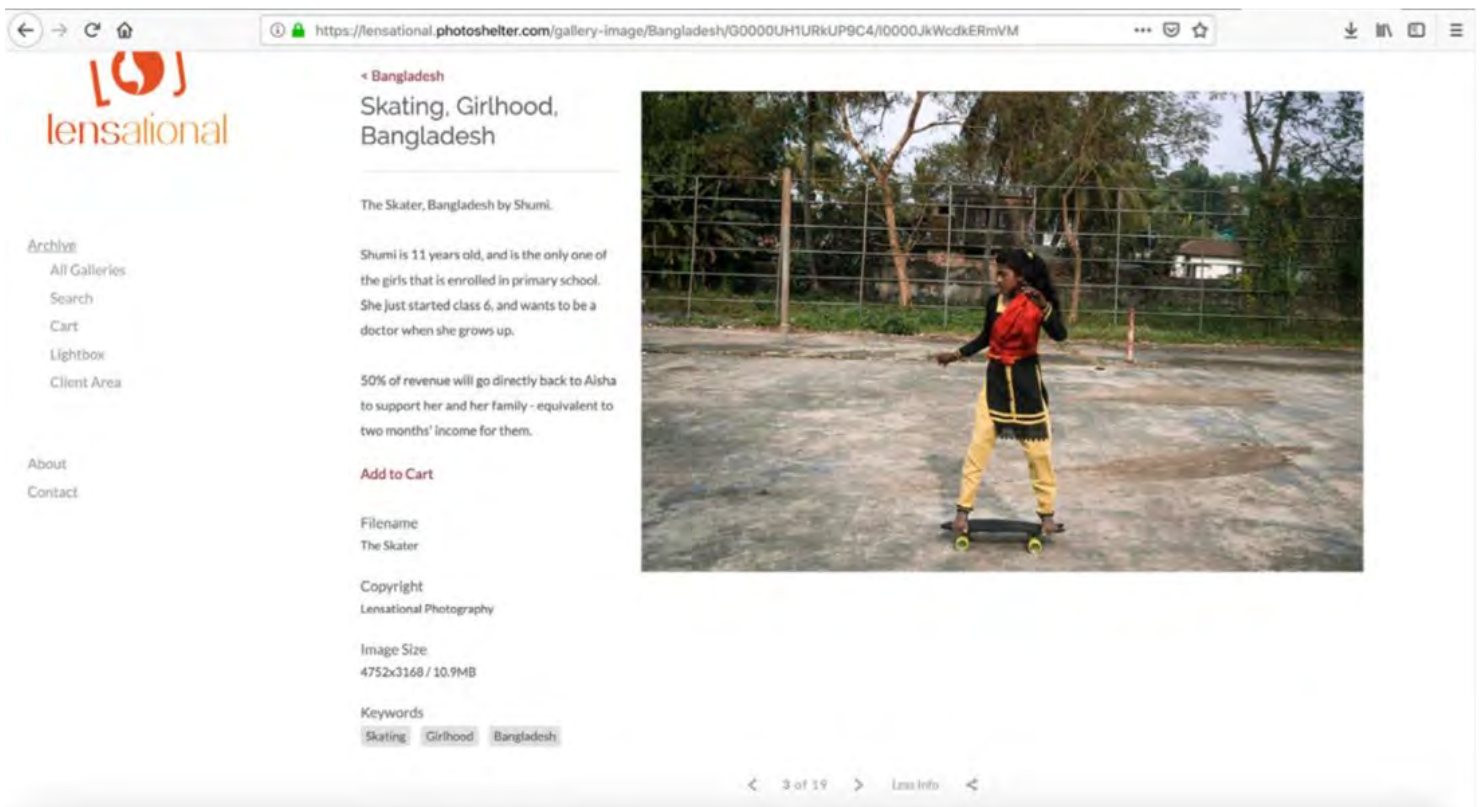 https://lensational.photoshelter.com/gallery-image/Bangladesh/G0000UH1URkUP9C4/I0000JkWcdkERmVM
lensational
Archive
All Galleries
Search
Cart
Lightbox
Client Area
About
Contact
< Bangladesh
Skating, Girlhood,
Bangladesh
The Skater, Bangladesh by Shumi.
Shumi is 11 years old, and is the only one of
the girls that is enrolled in primary school.
She just started class 6, and wants to be a
doctor when she grows up.
50% of revenue will go directly back to Aisha
to support her and her family - equivalent to
two months' income for them.
Add to Cart
Filename
The Skater
Copyright
Lensational Photography
Image Size
4752x3168 / 10.9MB
Keywords
Skating Girlhood Bangladesh
< 3 of 19 > Less Info